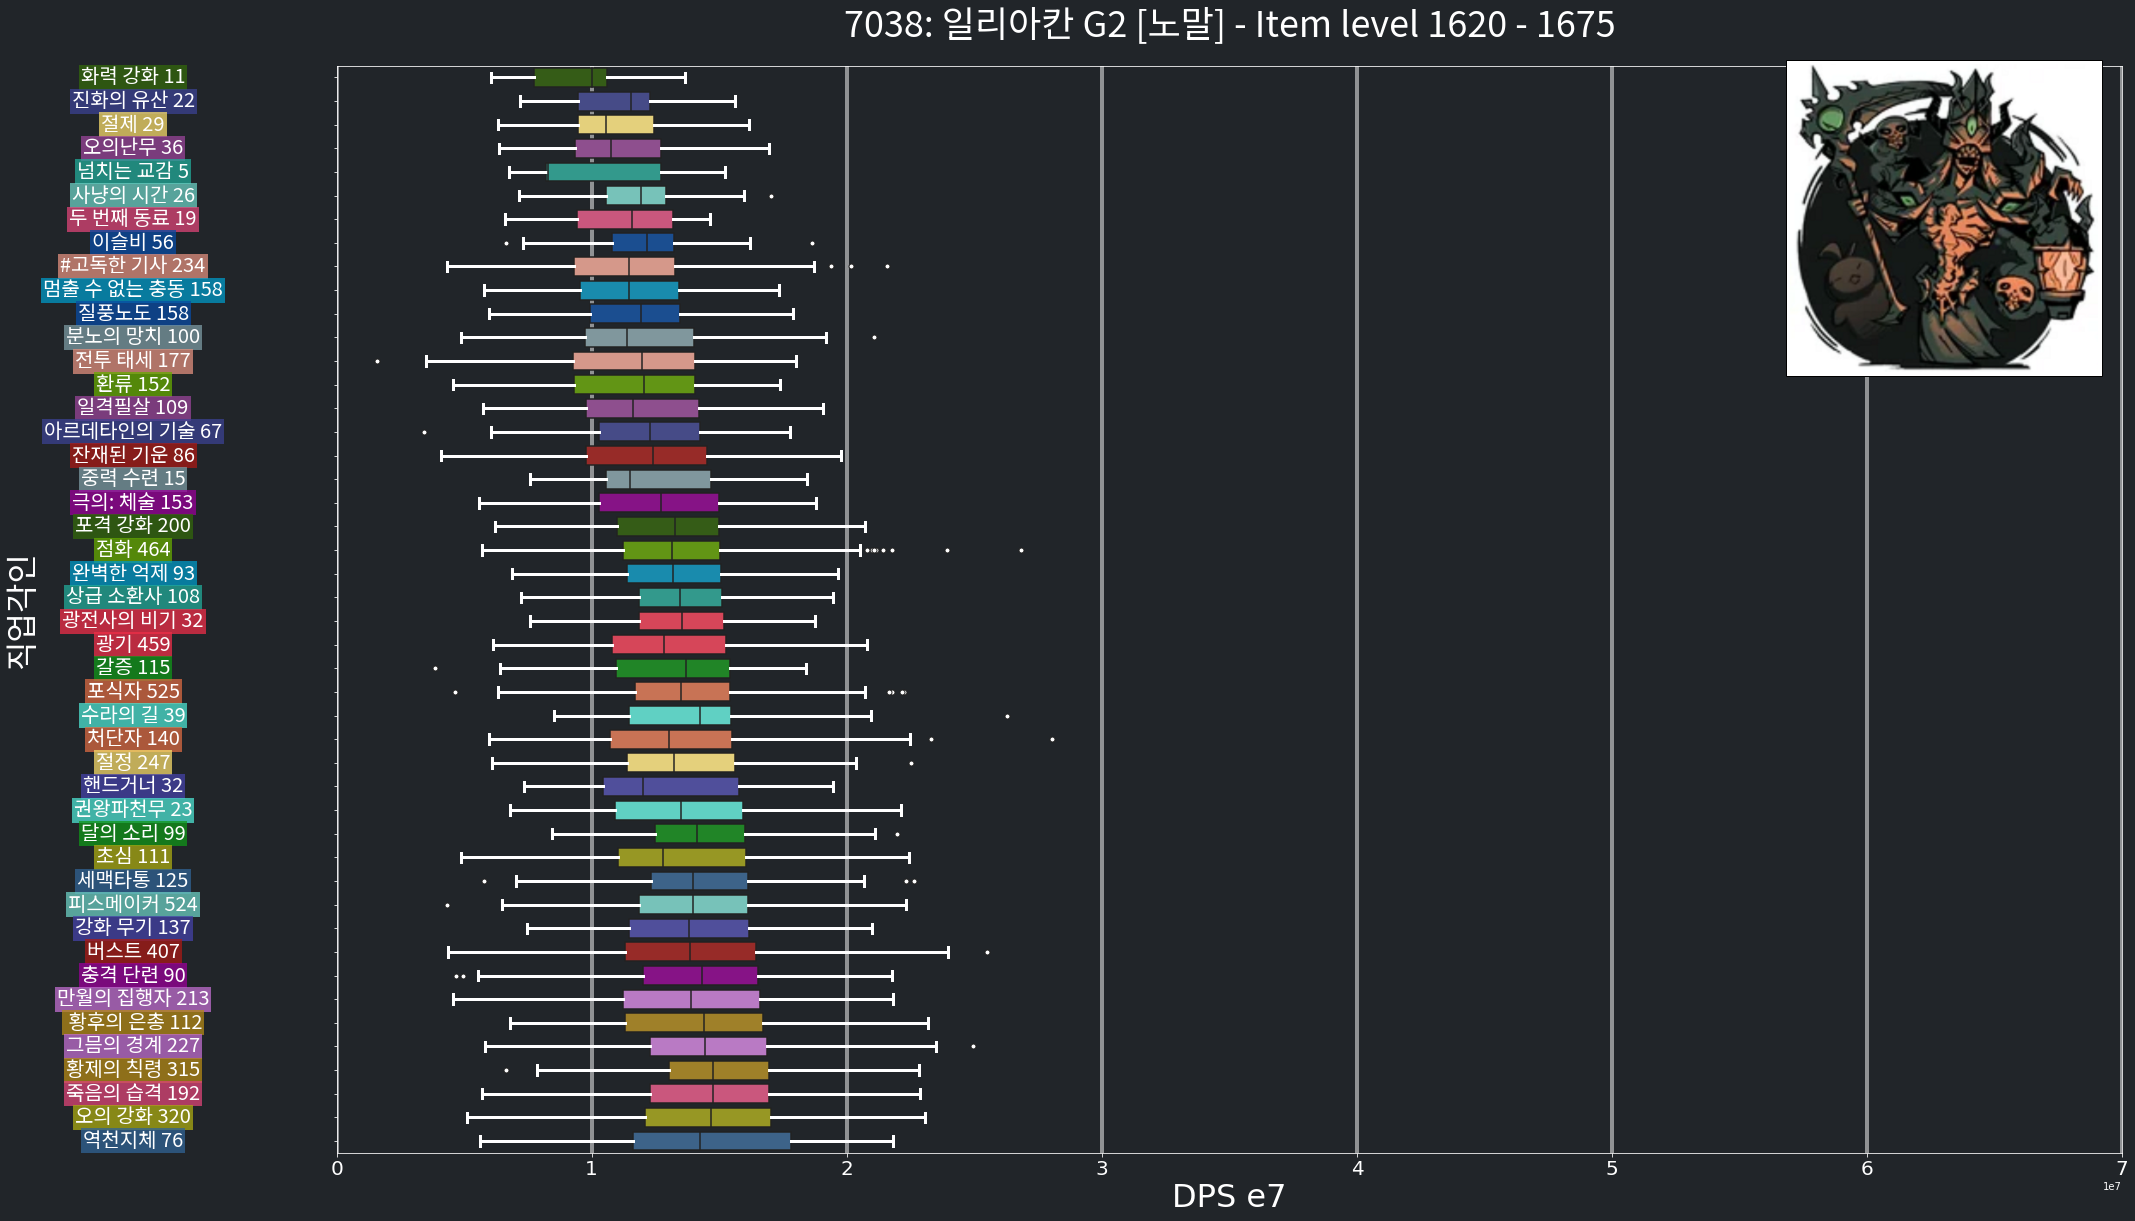 7038: 일리아칸 G2 [노말] - Item level 1620 - 1675
직업각인
화력 강화 11
진화의 유산 22
절제 29
오의난무 36
넘치는 교감 5
사냥의 시간 26
두 번째 동료 19
이슬비 56
#고독한 기사 234
멈출 수 없는 충동 158
질풍노도 158
분노의 망치 100
전투 태세 177
환류 152
일격필살 109
아르데타인의 기술 67
잔재된 기운 86
중력 수련 15
극의: 체술 153
포격 강화 200
점화 464
완벽한 억제 93
상급 소환사 108
광전사의 비기 32
광기 459
갈증 115
포식자 525
수라의 길 39
처단자 140
절정 247
핸드거너 32
권왕파천무 23
달의 소리 99
초심 111
세맥타통 125
피스메이커 524
강화 무기 137
버스트 407
충격 단련 90
만월의 집행자 213
황후의 은총 112
그믐의 경계 227
황제의 칙령 315
죽음의 습격 192
오의 강화 320
역천지체 76
0 1 2 3 4 5 6 7
1e7
DPS e7